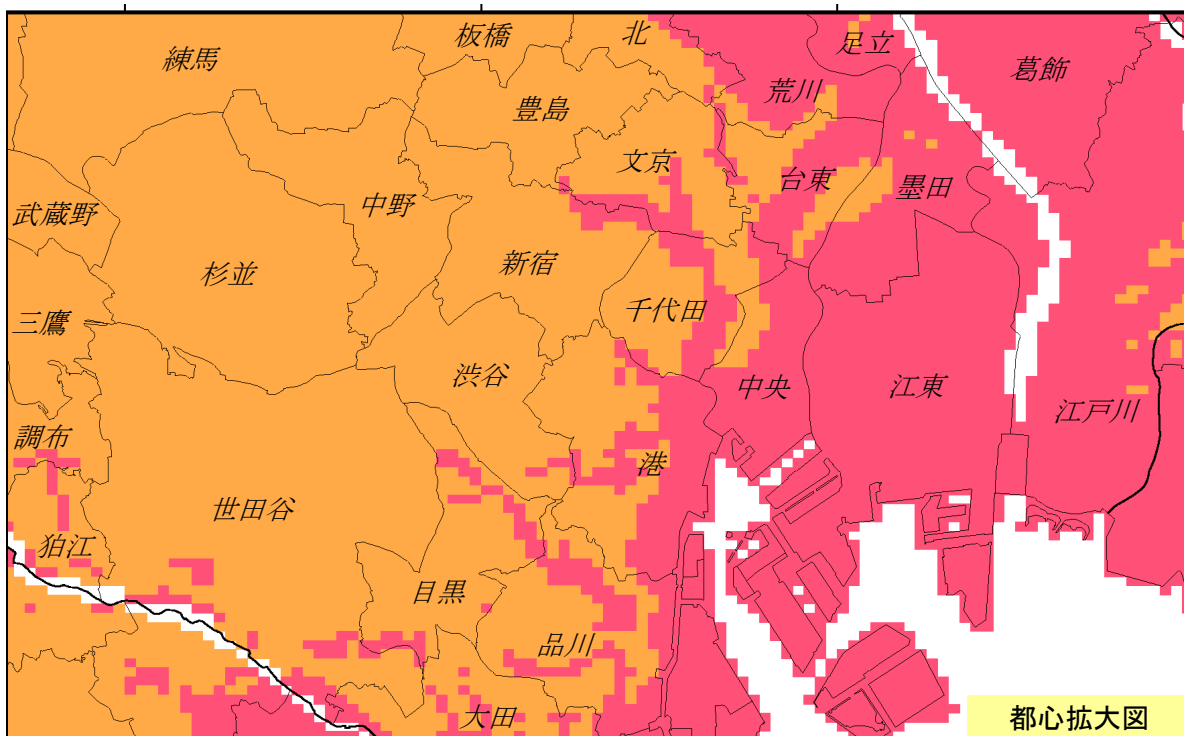 板橋
北
足立
練馬
葛飾
荒川
豊島
文京
台東
墨田
武蔵野
中野
新宿
杉並
千代田
三鷹
渋谷
中央
江東
江戸川
調布
港
世田谷
狛江
目黒
品川
大田
都心拡大図